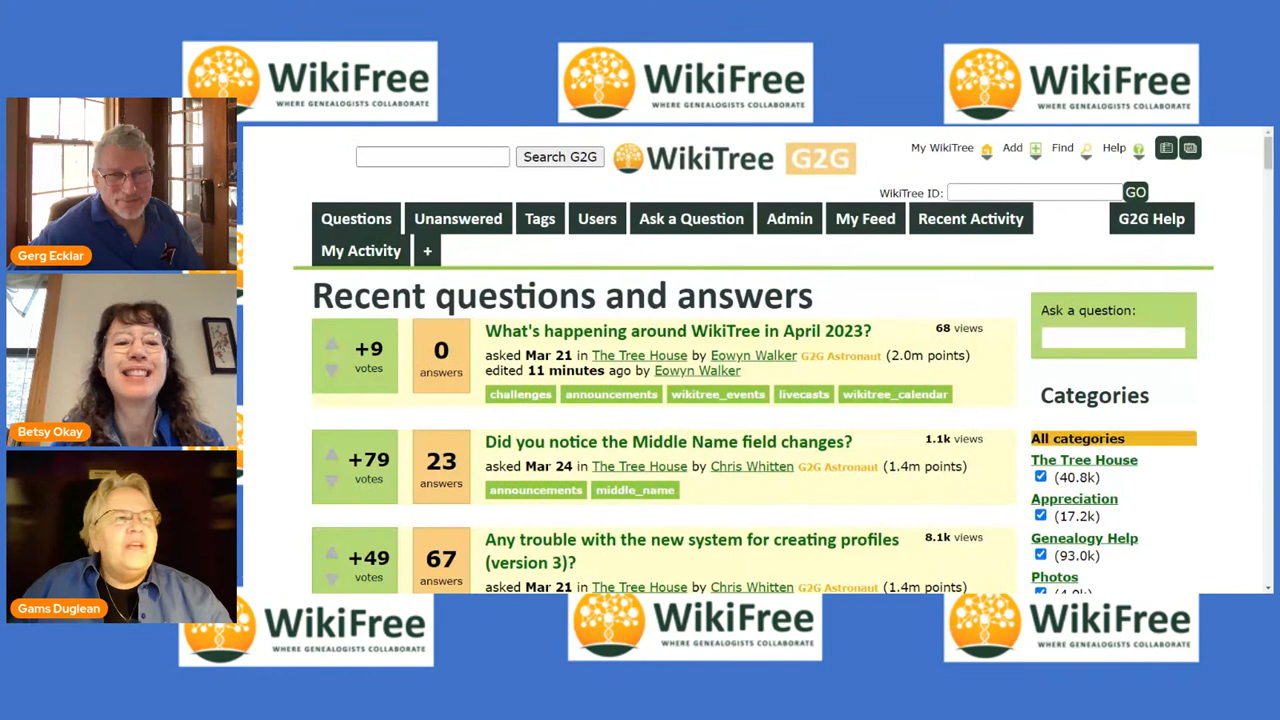 WikiFree
WHERE GENEALOGISTS COLLABORATE
WikiFree
WHERE GENEALOGISTS COLLABORATE
WikiFree
WHERE GENEALOGISTS COLLABORATE
Gerg Ecklar
Betsy Okay
Gams Duglean
Search G2G
WikiTree G2G
My WikiTree Add Find Help
WikiTree ID: GO
Questions Unanswered Tags Users Ask a Question Admin My Feed Recent Activity G2G Help
My Activity +
Recent questions and answers
+9 votes
0 answers
What's happening around WikiTree in April 2023?
68 views
asked Mar 21 in The Tree House by Eowyn Walker G2G Astronaut (2.0m points)
edited 11 minutes ago by Eowyn Walker
challenges announcements wikitree_events livecasts wikitree_calendar
+79 votes
23 answers
Did you notice the Middle Name field changes?
1.1k views
asked Mar 24 in The Tree House by Chris Whitten G2G Astronaut (1.4m points)
announcements middle_name
+49 votes
67 answers
Any trouble with the new system for creating profiles
(version 3)?
8.1k views
asked Mar 21 in The Tree House by Chris Whitten G2G Astronaut (1.4m points)
Ask a question:
Categories
All categories
The Tree House
(40.8k)
Appreciation
(17.2k)
Genealogy Help
(93.0k)
Photos
WikiFree
WHERE GENEALOGISTS COLLABORATE
WikiFree
WHERE GENEALOGISTS COLLABORATE
WikiFree
WHERE GENEALOGISTS COLLABORATE